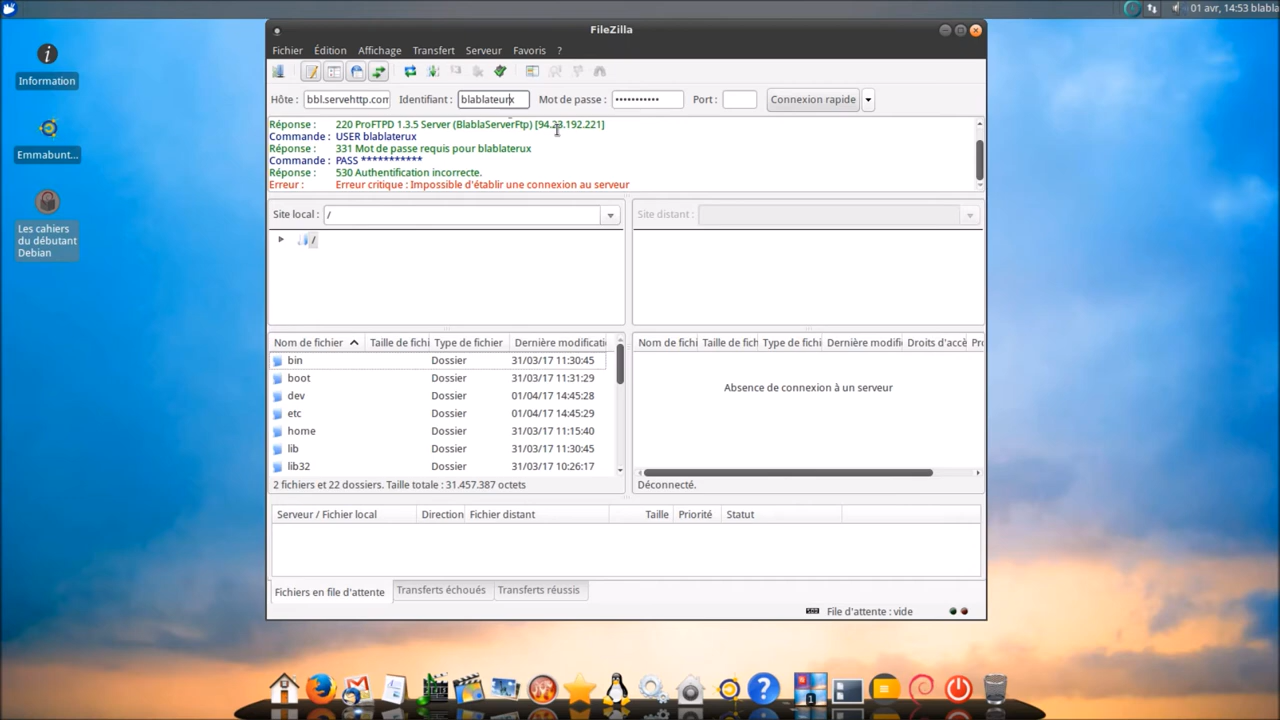 01 avr, 14:53 blabla
FileZilla
Fichier Édition Affichage Transfert Serveur Favoris ?
Hôte : bbl.servehttp.com Identifiant : blablateurx Mot de passe : ••••••••••• Port : Connexion rapide
Réponse : 220 ProFTPD 1.3.5 Server (BlablaServerFtp) [94.23.192.221]
Commande : USER blablaterux
Réponse : 331 Mot de passe requis pour blablaterux
Commande : PASS ***********
Réponse : 530 Authentification incorrecte.
Erreur : Erreur critique : Impossible d'établir une connexion au serveur
Site local : /
Site distant :
/
Nom de fichier Taille de fichi Type de fichier Dernière modificati
bin Dossier 31/03/17 11:30:45
boot Dossier 31/03/17 11:31:29
dev Dossier 01/04/17 14:45:28
etc Dossier 01/04/17 14:45:29
home Dossier 31/03/17 11:15:40
lib Dossier 31/03/17 11:30:45
lib32 Dossier 31/03/17 10:26:17
2 fichiers et 22 dossiers. Taille totale : 31.457.387 octets
Nom de fichi Taille de fich Type de fichi Dernière modifi Droits d'accè Pro
Absence de connexion à un serveur
Déconnecté.
Serveur / Fichier local Direction Fichier distant Taille Priorité Statut
Fichiers en file d'attente Transferts échoués Transferts réussis
File d'attente : vide
Information
Emmabunt...
Les cahiers
du débutant
Debian
1